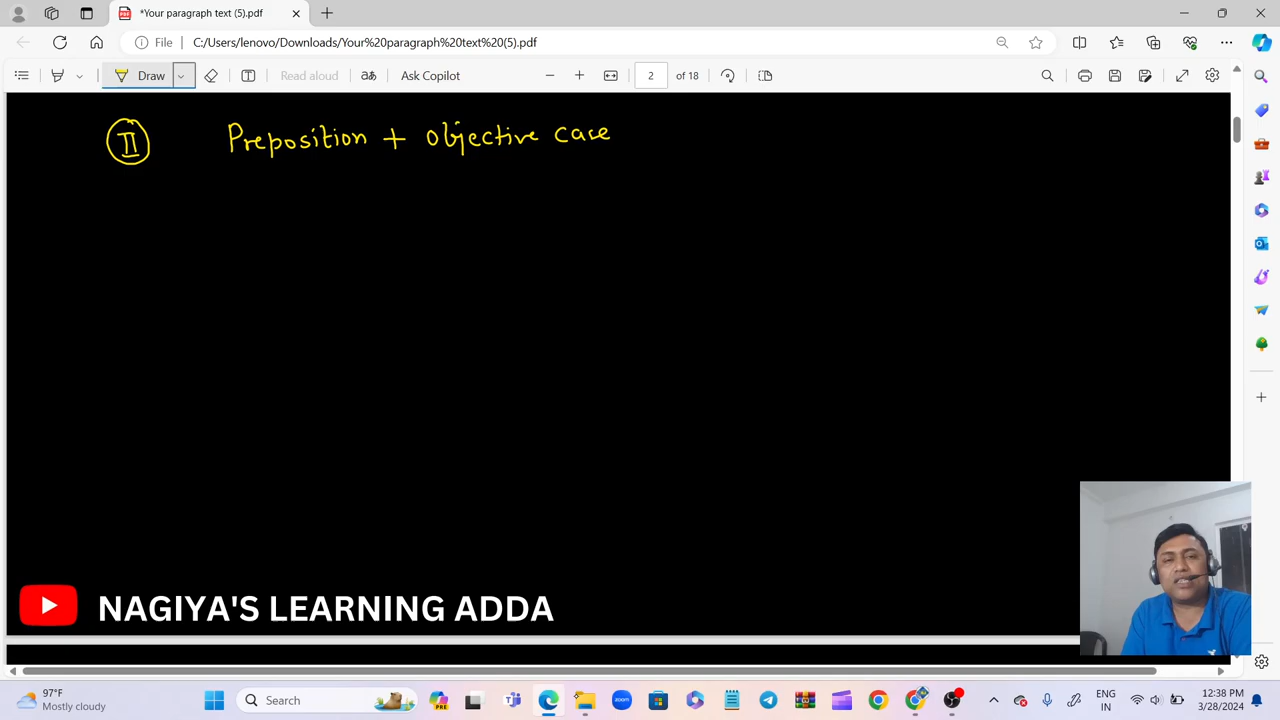 *Your paragraph text (5).pdf
File
C:/Users/lenovo/Downloads/Your%20paragraph%20text%20(5).pdf
Draw
Read aloud
Ask Copilot
2 of 18
II Preposition + Objective case
NAGIYA'S LEARNING ADDA
97°F
Mostly cloudy
Search
PRE
ENG
IN
12:38 PM
3/28/2024